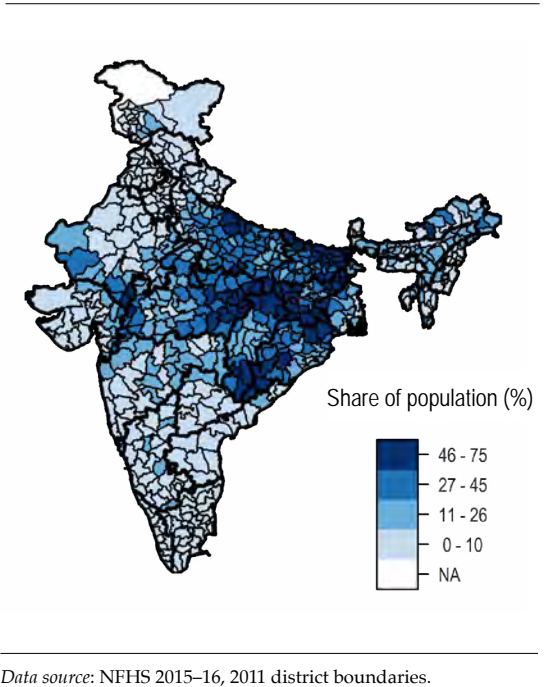 Share of population (%)
46 - 75
27 - 45
11 - 26
0 - 10
NA
Data source: NFHS 2015–16, 2011 district boundaries.